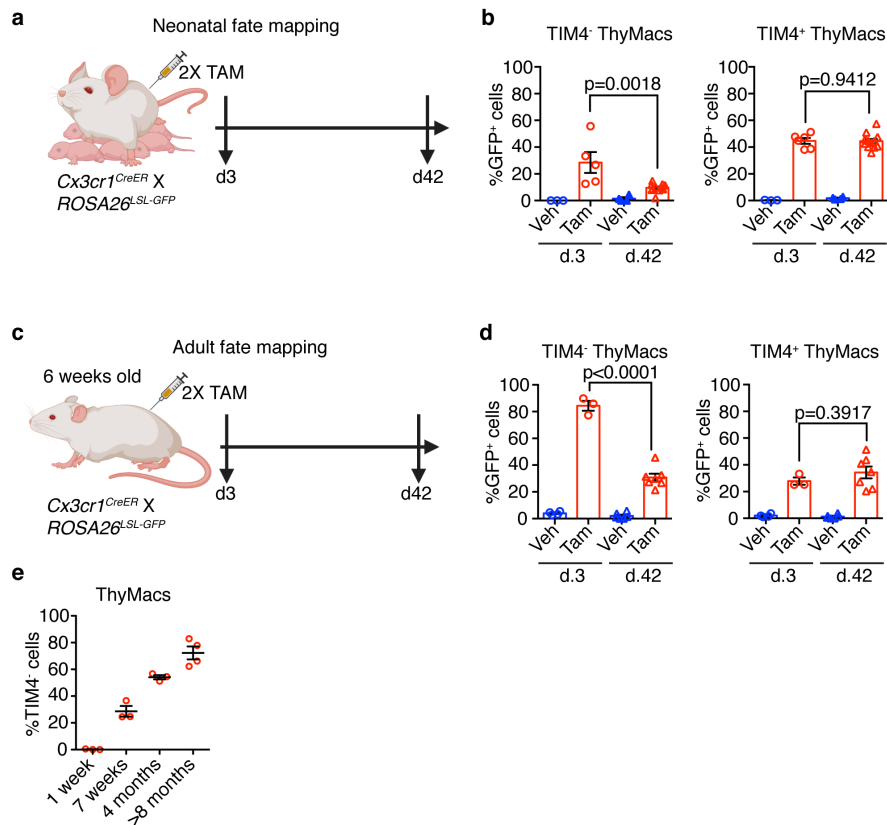 a
Neonatal fate mapping
2X TAM
d3
d42
Cx3cr1CreER X
ROSA26LSL-GFP
b
TIM4- ThyMacs
TIM4+ ThyMacs
%GFP+ cells
100
80
60
40
20
0
p=0.0018
Veh
Tam
Veh
Tam
d.3
d.42
%GFP+ cells
100
80
60
40
20
0
p=0.9412
Veh
Tam
Veh
Tam
d.3
d.42
c
Adult fate mapping
6 weeks old
2X TAM
d3
d42
Cx3cr1CreER X
ROSA26LSL-GFP
d
TIM4- ThyMacs
TIM4+ ThyMacs
%GFP+ cells
100
80
60
40
20
0
p<0.0001
Veh
Tam
Veh
Tam
d.3
d.42
%GFP+ cells
100
80
60
40
20
0
p=0.3917
Veh
Tam
Veh
Tam
d.3
d.42
e
ThyMacs
%TIM4- cells
100
80
60
40
20
0
1 week
7 weeks
4 months
>8 months